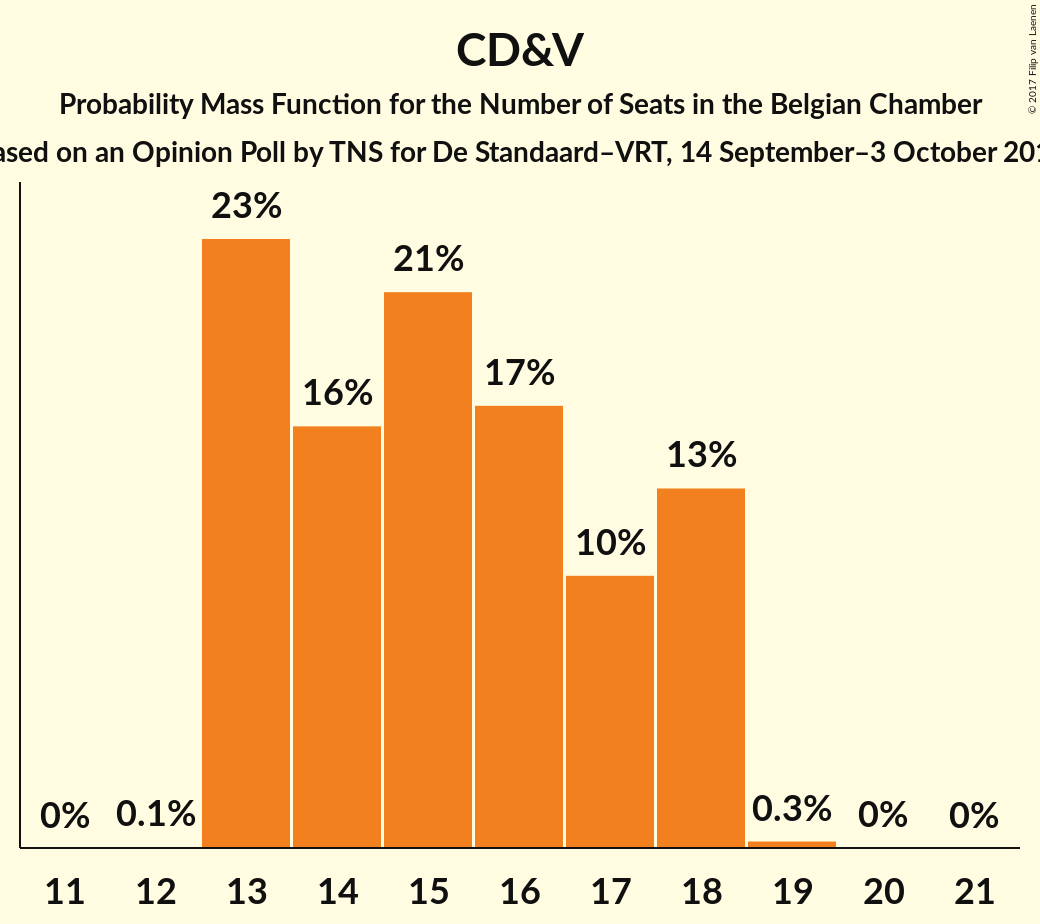 CD&V
Probability Mass Function for the Number of Seats in the Belgian Chamber
on an Opinion Poll by TNS for De Standaard–VRT, 14 September–3 October
© 2017 Filip van Laenen
23%
21%
17%
16%
13%
10%
0% 0.1% 0.3% 0% 0%
11 12 13 14 15 16 17 18 19 20 21